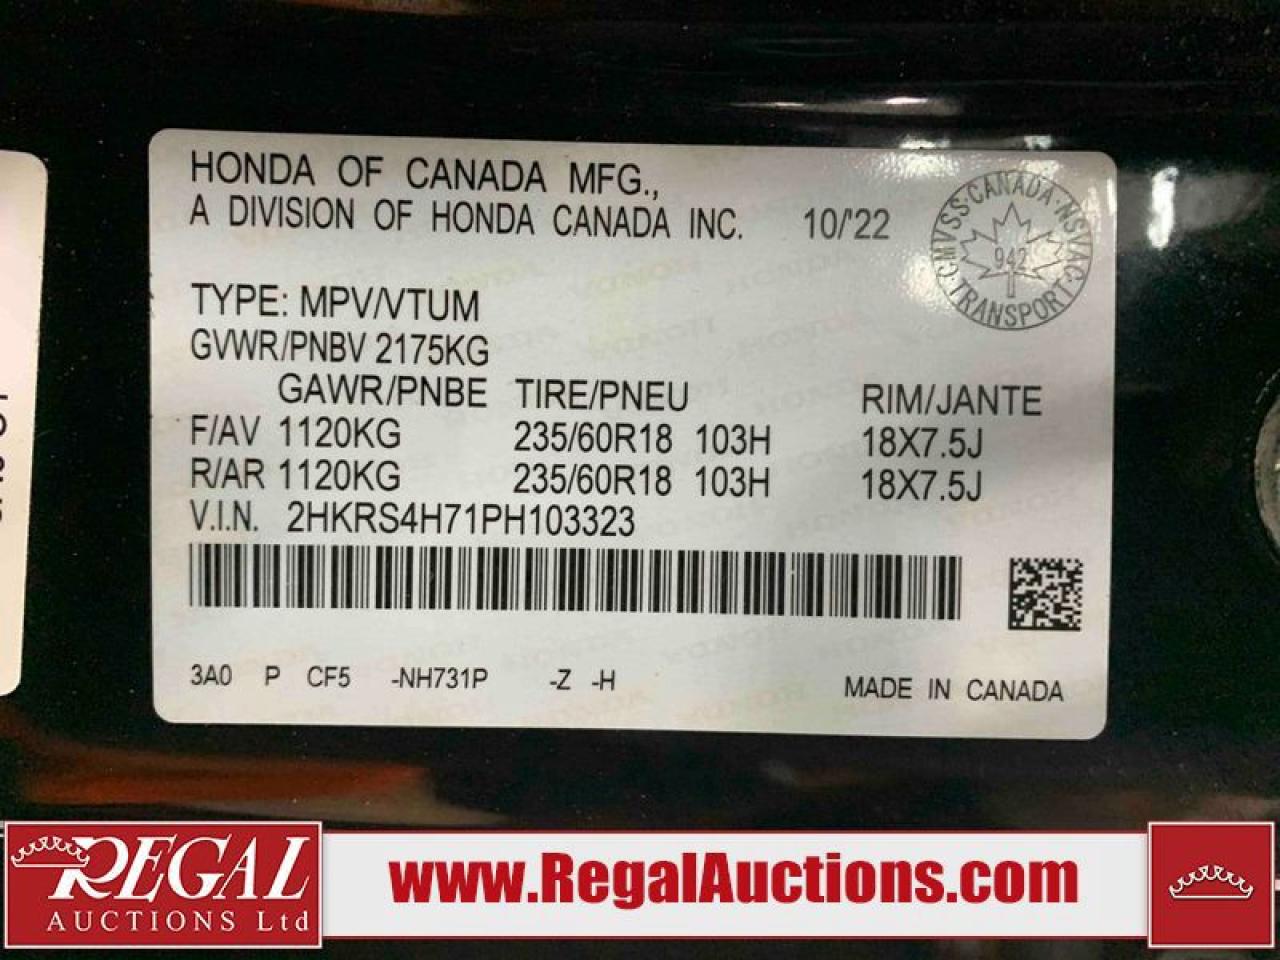 HONDA OF CANADA MFG.,
A DIVISION OF HONDA CANADA INC. 10/'22
CMVSS·CANADA·NSVAC·TRANSPORT·
942
TYPE: MPV/VTUM
GVWR/PNBV 2175KG
GAWR/PNBE TIRE/PNEU RIM/JANTE
F/AV 1120KG 235/60R18 103H 18X7.5J
R/AR 1120KG 235/60R18 103H 18X7.5J
V.I.N. 2HKRS4H71PH103323
3A0 P CF5 -NH731P -Z -H
MADE IN CANADA
REGAL
AUCTIONS Ltd
www.RegalAuctions.com